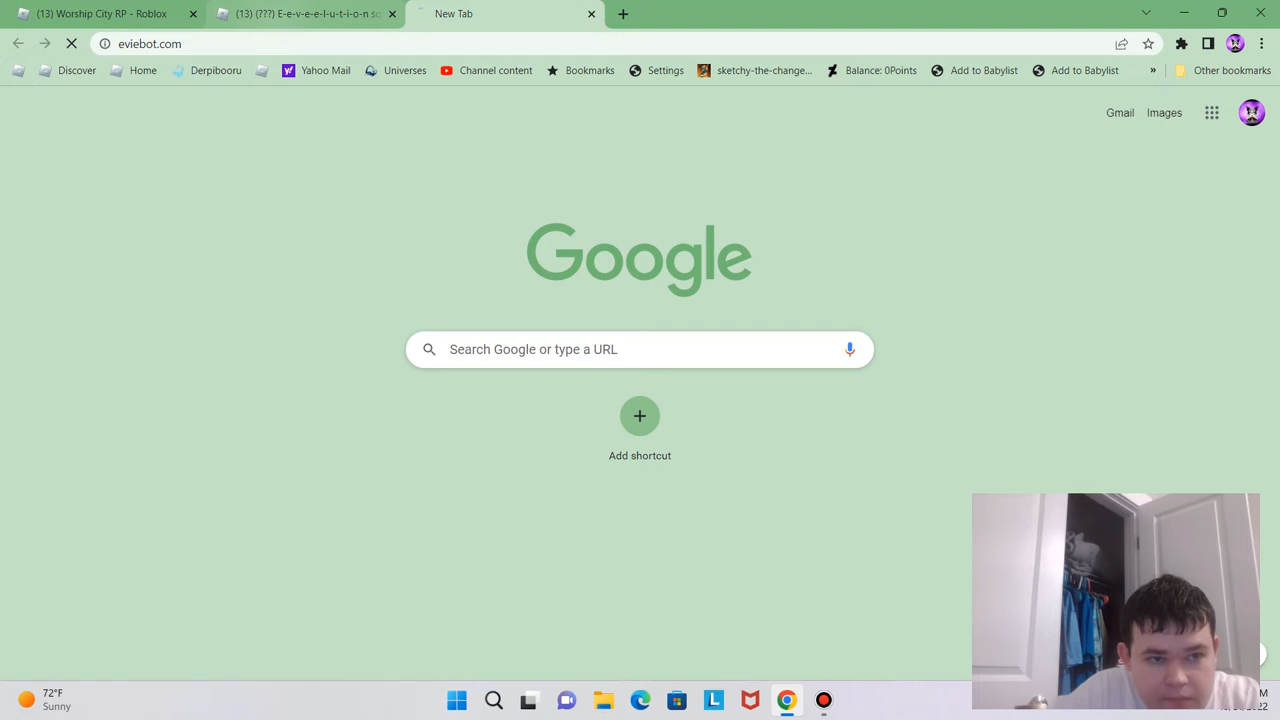 (13) Worship City RP - Roblox
(13) (???) E-e-v-e-e-l-u-t-i-o-n sq
New Tab
eviebot.com
Discover
Home
Derpibooru
Yahoo Mail
Universes
Channel content
Bookmarks
Settings
sketchy-the-change...
Balance: 0Points
Add to Babylist
Add to Babylist
»
Other bookmarks
Gmail
Images
Google
Search Google or type a URL
Add shortcut
72°F
Sunny